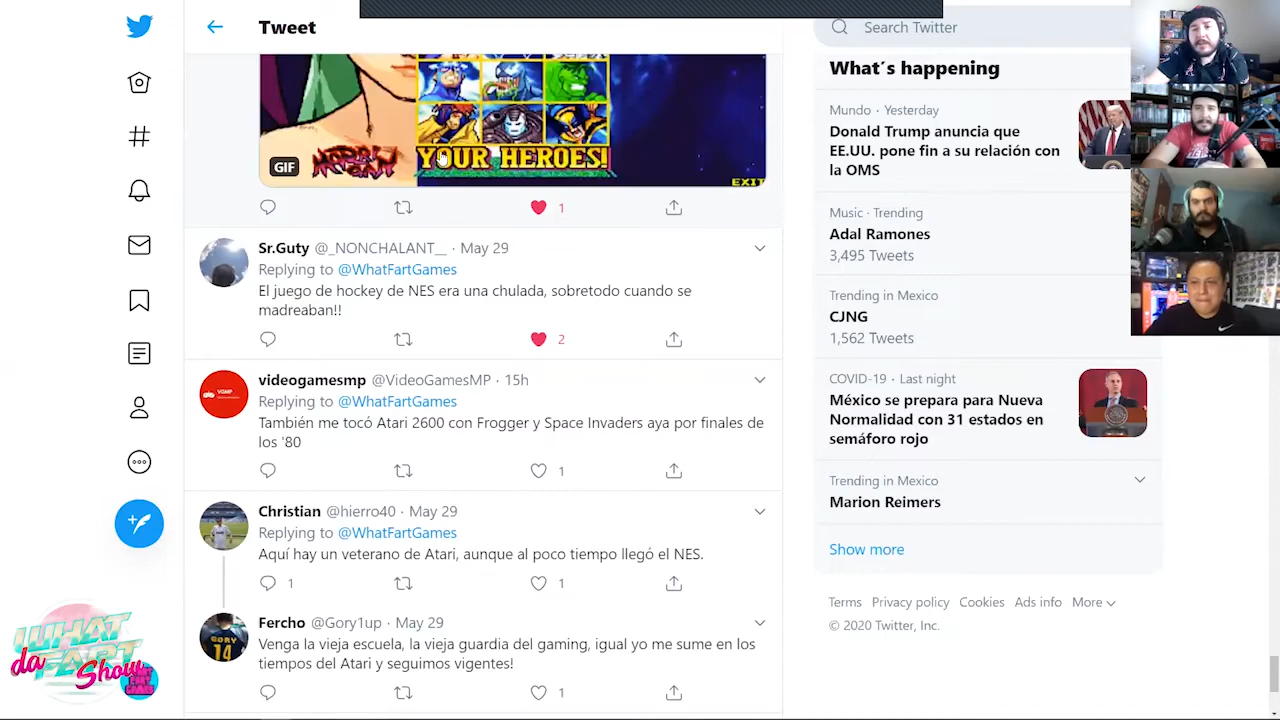 Tweet
Search Twitter
GIF
YOUR HEROES!
EXIT
1
Sr.Guty @_NONCHALANT__ · May 29
Replying to @WhatFartGames
El juego de hockey de NES era una chulada, sobretodo cuando se
madreaban!!
2
videogamesmp @VideoGamesMP · 15h
Replying to @WhatFartGames
También me tocó Atari 2600 con Frogger y Space Invaders aya por finales de
los '80
1
Christian @hierro40 · May 29
Replying to @WhatFartGames
Aquí hay un veterano de Atari, aunque al poco tiempo llegó el NES.
1 1
Fercho @Gory1up · May 29
Venga la vieja escuela, la vieja guardia del gaming, igual yo me sume en los
tiempos del Atari y seguimos vigentes!
1
What´s happening
Mundo · Yesterday
Donald Trump anuncia que
EE.UU. pone fin a su relación con
la OMS
Music · Trending
Adal Ramones
3,495 Tweets
Trending in Mexico
CJNG
1,562 Tweets
COVID-19 · Last night
México se prepara para Nueva
Normalidad con 31 estados en
semáforo rojo
Trending in Mexico
Marion Reimers
Show more
Terms Privacy policy Cookies Ads info More
© 2020 Twitter, Inc.
GORY
14
WHAT
da FART
Show